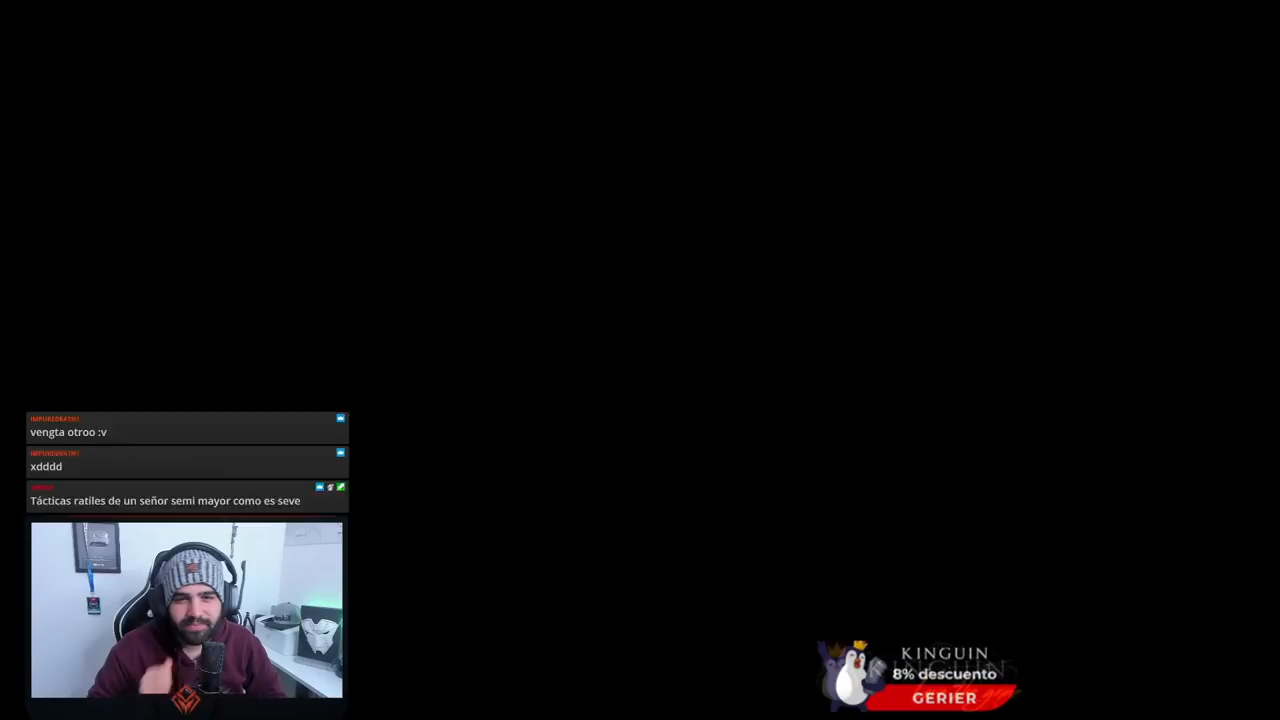 vengta otroo :v
xdddd
Tácticas ratiles de un señor semi mayor como es seve
KINGUIN
8% descuento
GERIER